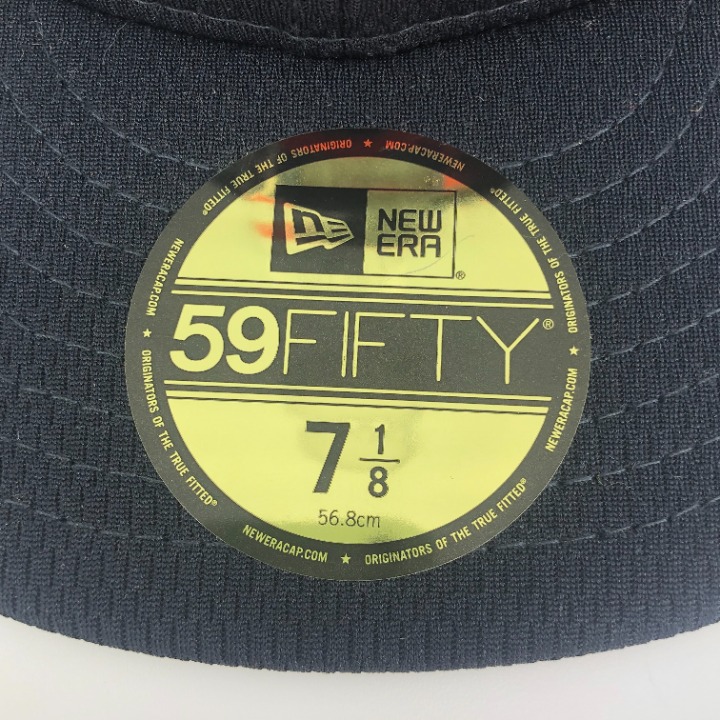 NEW
ERA®
59FIFTY®
7 1/8
56.8cm
NEWERACAP.COM ★ ORIGINATORS OF THE TRUE FITTED®
NEWERACAP.COM ★ ORIGINATORS OF THE TRUE FITTED®
NEWERACAP.COM ★ ORIGINATORS OF THE TRUE FITTED®
NEWERACAP.COM ★ ORIGINATORS OF THE TRUE FITTED®